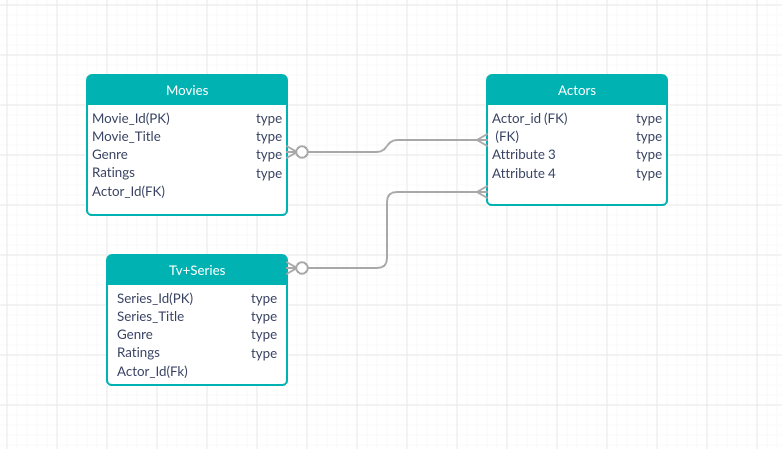 Movies
Movie_Id(PK) type
Movie_Title type
Genre type
Ratings type
Actor_Id(FK)
Actors
Actor_id (FK) type
(FK) type
Attribute 3 type
Attribute 4 type
Tv+Series
Series_Id(PK) type
Series_Title type
Genre type
Ratings type
Actor_Id(Fk)